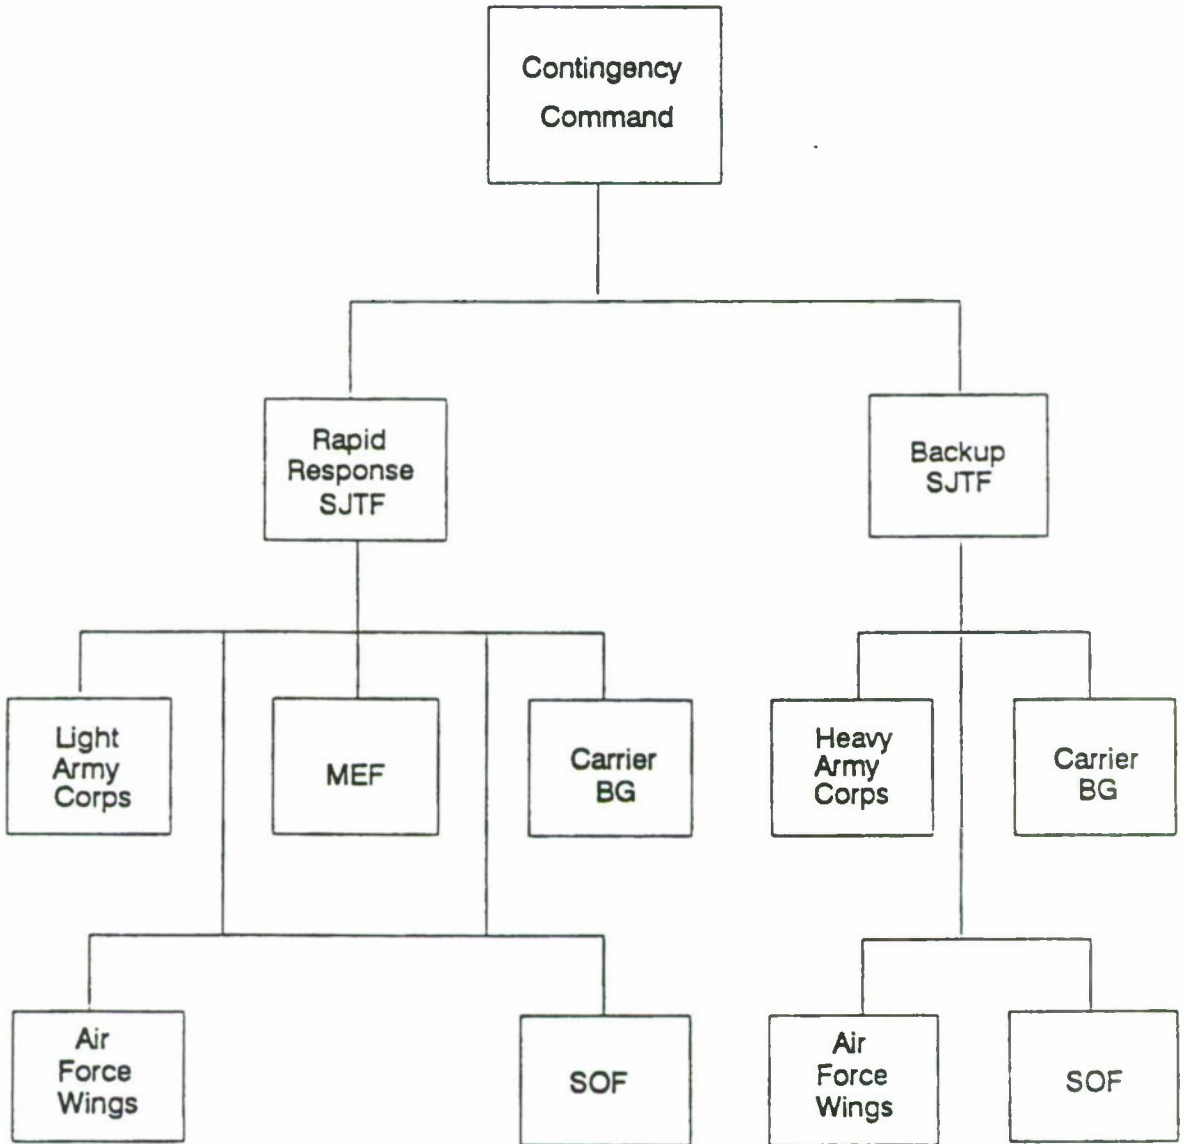 Contingency
Command
Rapid
Response
SJTF
Backup
SJTF
Light
Army
Corps
MEF
Carrier
BG
Heavy
Army
Corps
Carrier
BG
Air
Force
Wings
SOF
Air
Force
Wings
SOF